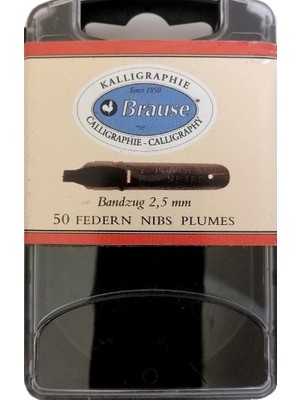 KALLIGRAPHIE
Since 1850
Brause
CALLIGRAPHIE - CALLIGRAPHY
Bandzug 2,5 mm
50 FEDERN NIBS PLUMES